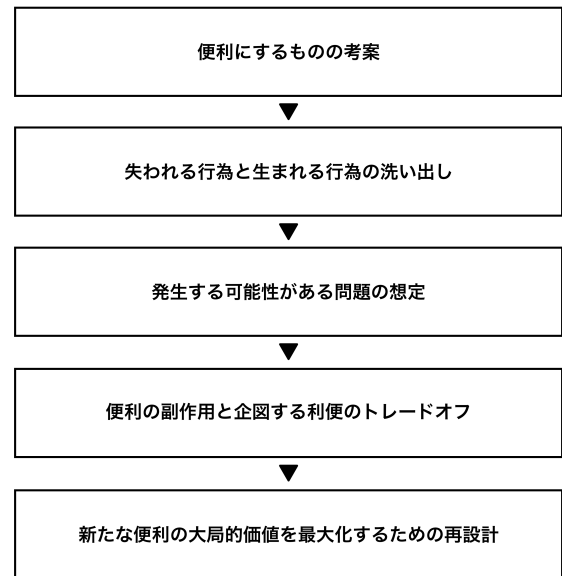 便利にするものの考案
失われる行為と生まれる行為の洗い出し
発生する可能性がある問題の想定
便利の副作用と企図する利便のトレードオフ
新たな便利の大局的価値を最大化するための再設計